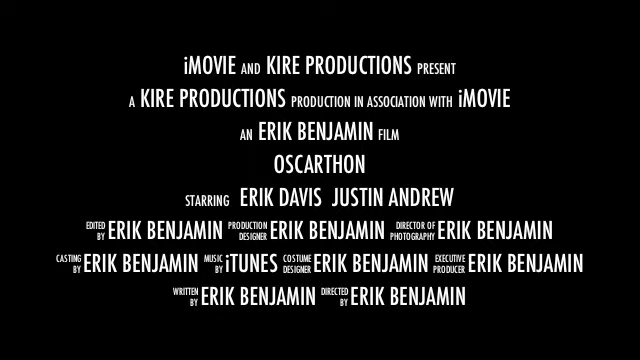 iMOVIE AND KIRE PRODUCTIONS PRESENT
A KIRE PRODUCTIONS PRODUCTION IN ASSOCIATION WITH iMOVIE
AN ERIK BENJAMIN FILM
OSCARTHON
STARRING ERIK DAVIS JUSTIN ANDREW
EDITED BY ERIK BENJAMIN PRODUCTION DESIGNER ERIK BENJAMIN DIRECTOR OF PHOTOGRAPHY ERIK BENJAMIN
CASTING BY ERIK BENJAMIN MUSIC BY iTUNES COSTUME DESIGNER ERIK BENJAMIN EXECUTIVE PRODUCER ERIK BENJAMIN
WRITTEN BY ERIK BENJAMIN DIRECTED BY ERIK BENJAMIN